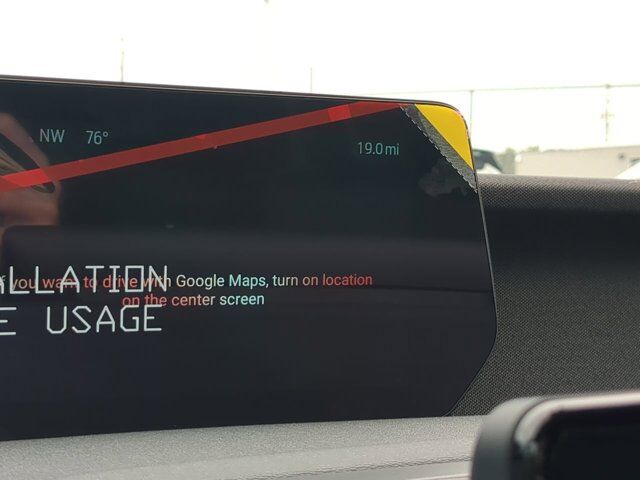 NW 76°
19.0 mi
f you want to drive with Google Maps, turn on location
on the center screen
ALLATION
E USAGE